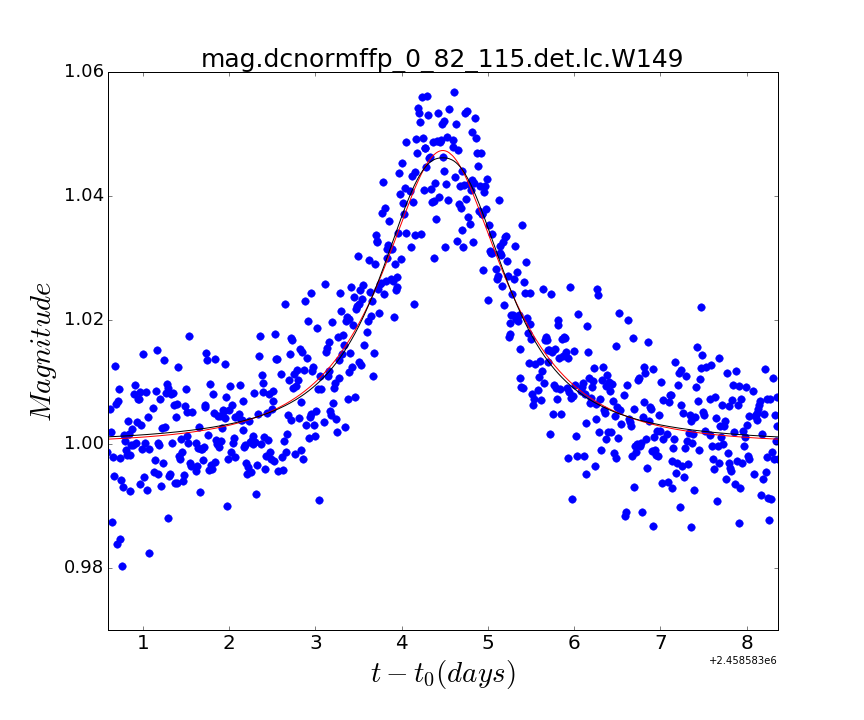 mag.dcnormffp_0_82_115.det.lc.W149
1.06
1.04
1.02
1.00
0.98
Magnitude
1 2 3 4 5 6 7 8
+2.458583e6
t − t₀(days)